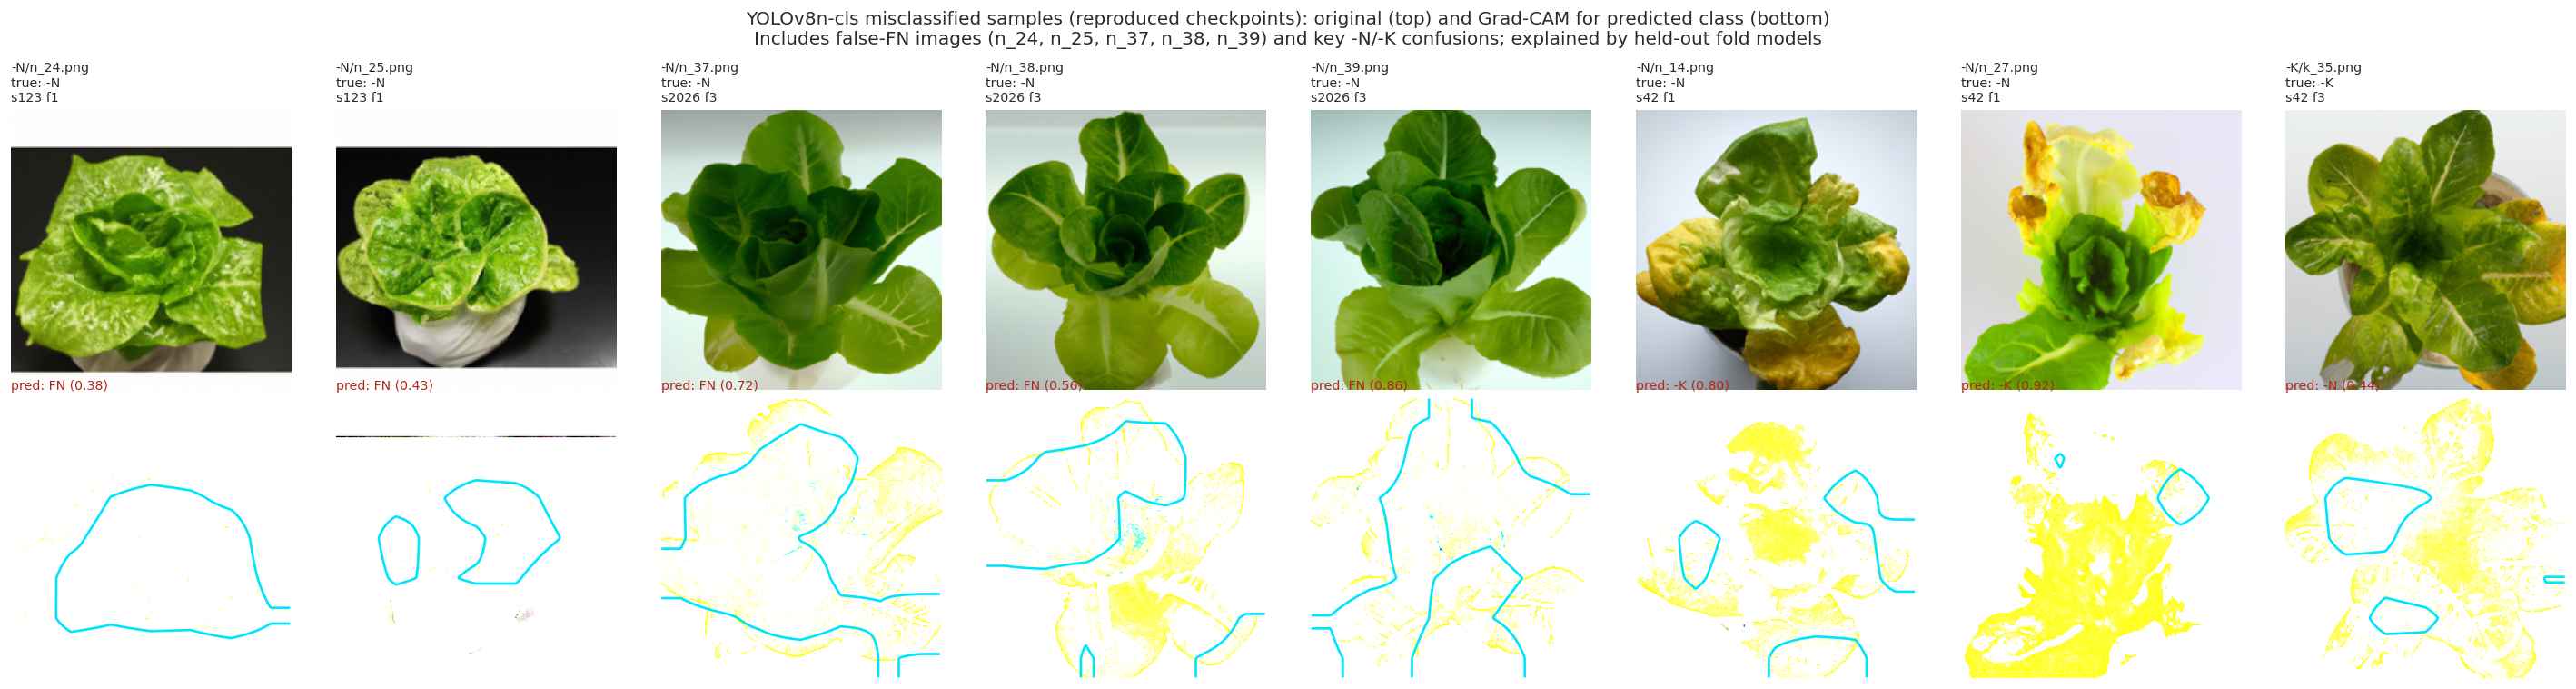 YOLOv8n-cls misclassified samples (reproduced checkpoints): original (top) and Grad-CAM for predicted class (bottom)
Includes false-FN images (n_24, n_25, n_37, n_38, n_39) and key -N/-K confusions; explained by held-out fold models
-N/n_24.png
true: -N
s123 f1
-N/n_25.png
true: -N
s123 f1
-N/n_37.png
true: -N
s2026 f3
-N/n_38.png
true: -N
s2026 f3
-N/n_39.png
true: -N
s2026 f3
-N/n_14.png
true: -N
s42 f1
-N/n_27.png
true: -N
s42 f1
-K/k_35.png
true: -K
s42 f3
pred: FN (0.38)
pred: FN (0.43)
pred: FN (0.72)
pred: FN (0.56)
pred: FN (0.86)
pred: -K (0.80)
pred: -K (0.92)
pred: -N (0.44)